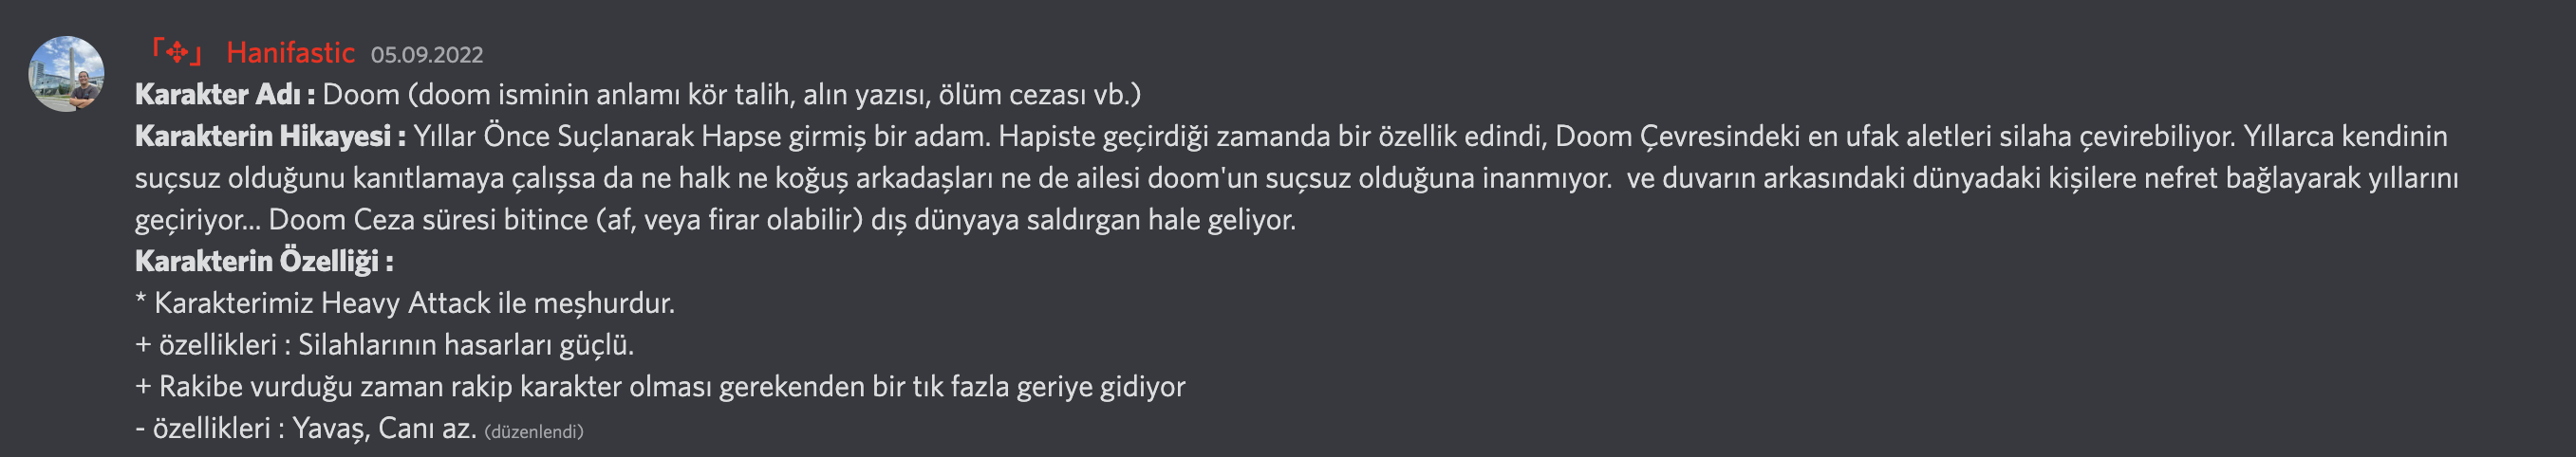 「✥」 Hanifastic 05.09.2022
Karakter Adı : Doom (doom isminin anlamı kör talih, alın yazısı, ölüm cezası vb.)
Karakterin Hikayesi : Yıllar Önce Suçlanarak Hapse girmiş bir adam. Hapiste geçirdiği zamanda bir özellik edindi, Doom Çevresindeki en ufak aletleri silaha çevirebiliyor. Yıllarca kendinin
suçsuz olduğunu kanıtlamaya çalışsa da ne halk ne koğuş arkadaşları ne de ailesi doom'un suçsuz olduğuna inanmıyor.  ve duvarın arkasındaki dünyadaki kişilere nefret bağlayarak yıllarını
geçiriyor... Doom Ceza süresi bitince (af, veya firar olabilir) dış dünyaya saldırgan hale geliyor.
Karakterin Özelliği :
* Karakterimiz Heavy Attack ile meşhurdur.
+ özellikleri : Silahlarının hasarları güçlü.
+ Rakibe vurduğu zaman rakip karakter olması gerekenden bir tık fazla geriye gidiyor
- özellikleri : Yavaş, Canı az. (düzenlendi)